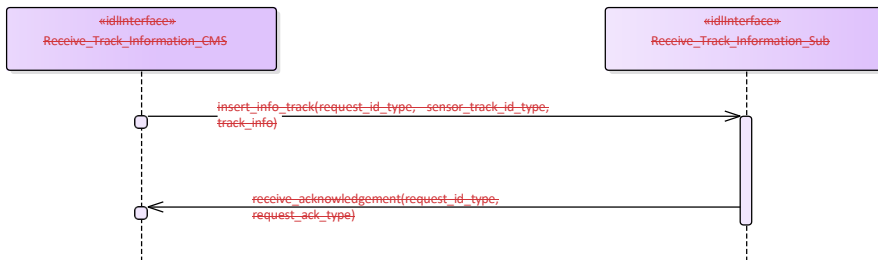 «idlInterface»
Receive_Track_Information_CMS
«idlInterface»
Receive_Track_Information_Sub
insert_info_track(request_id_type, sensor_track_id_type,
track_info)
receive_acknowledgement(request_id_type,
request_ack_type)